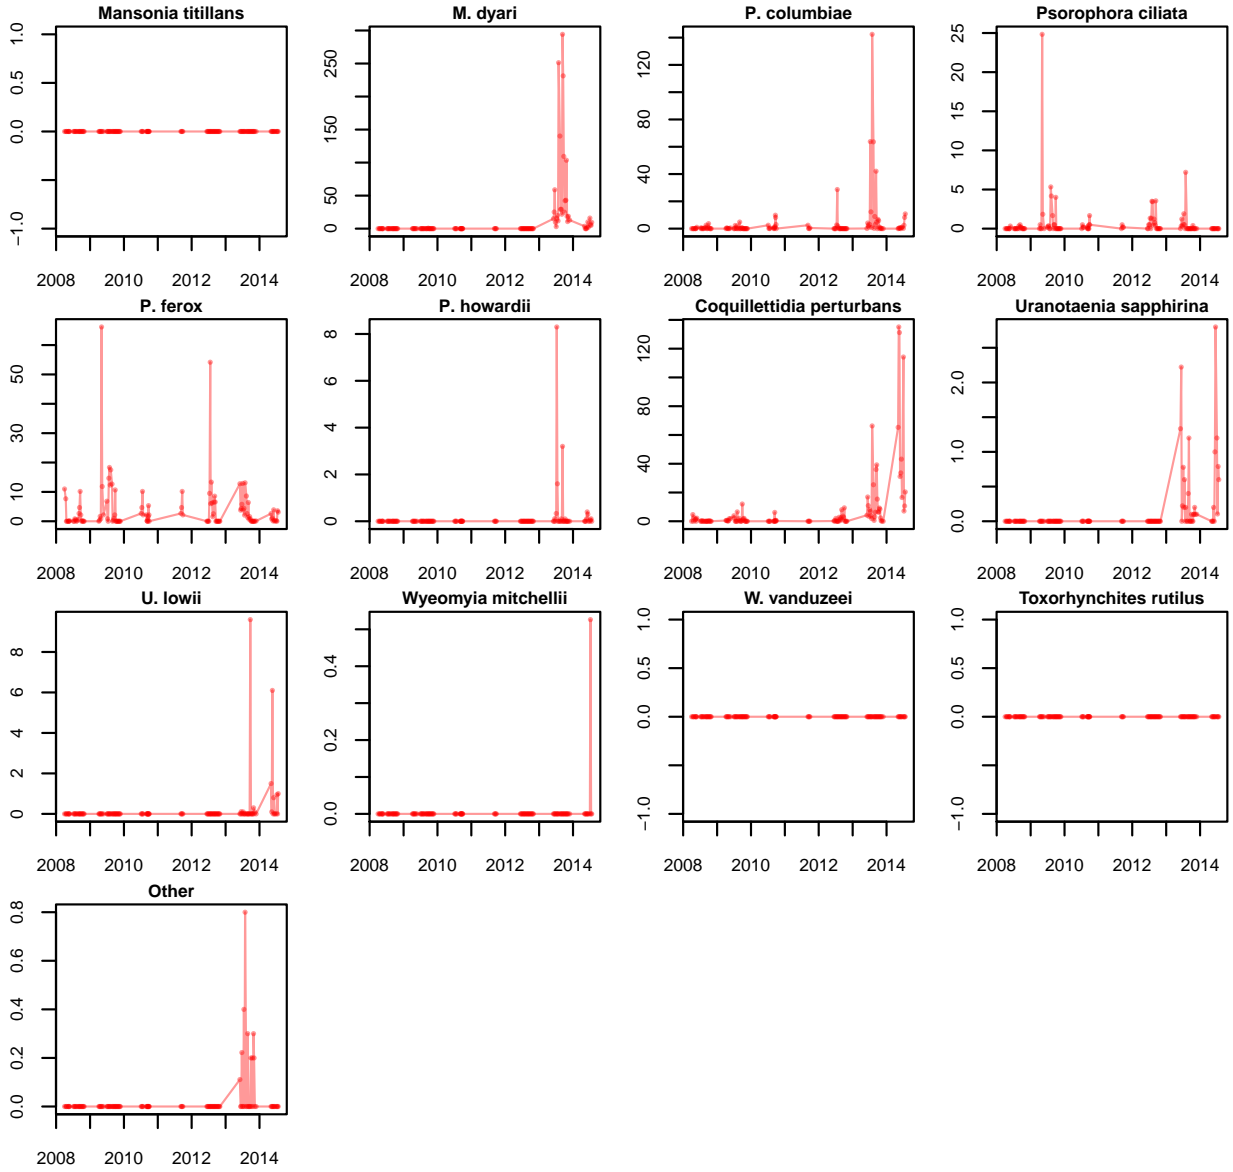 Mansonia titillans
M. dyari
P. columbiae
Psorophora ciliata
1.0
0.5
0.0
−1.0
2008 2010 2012 2014
250
150
50
0
2008 2010 2012 2014
120
80
40
0
2008 2010 2012 2014
25
20
15
10
5
0
2008 2010 2012 2014
P. ferox
P. howardii
Coquillettidia perturbans
Uranotaenia sapphirina
50
30
10
0
2008 2010 2012 2014
8
6
4
2
0
2008 2010 2012 2014
120
80
60
40
20
0
2008 2010 2012 2014
2.0
1.0
0.0
2008 2010 2012 2014
U. lowii
Wyeomyia mitchellii
W. vanduzeei
Toxorhynchites rutilus
8
6
4
2
0
2008 2010 2012 2014
0.4
0.2
0.0
2008 2010 2012 2014
1.0
0.5
0.0
−1.0
2008 2010 2012 2014
1.0
0.5
0.0
−1.0
2008 2010 2012 2014
Other
0.8
0.6
0.4
0.2
0.0
2008 2010 2012 2014